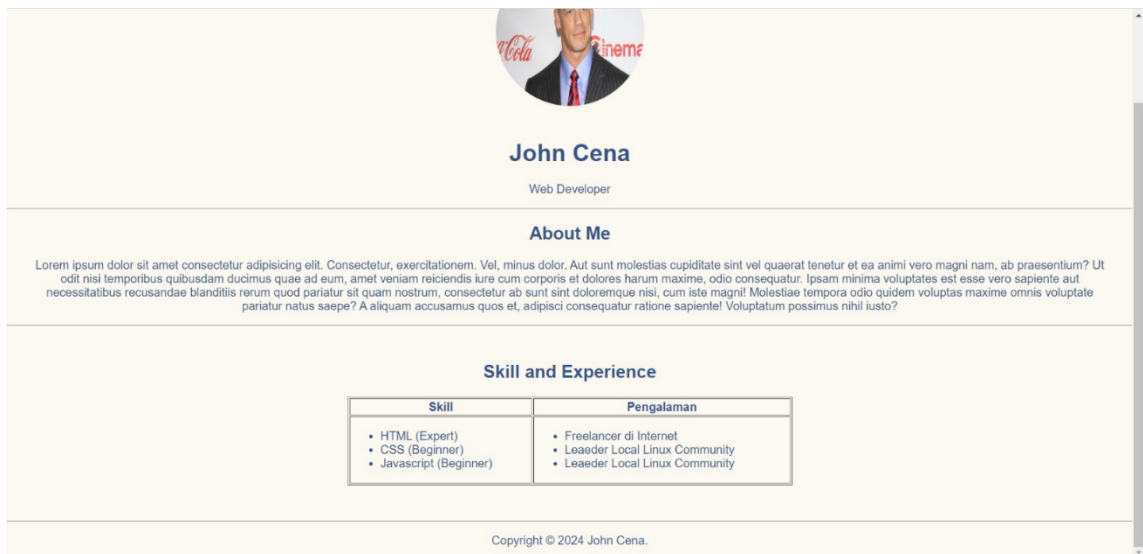 Cola
Cinema
John Cena
Web Developer
About Me
Lorem ipsum dolor sit amet consectetur adipisicing elit. Consectetur, exercitationem. Vel, minus dolor. Aut sunt molestias cupiditate sint vel quaerat tenetur et ea animi vero magni nam, ab praesentium? Ut
odit nisi temporibus quibusdam ducimus quae ad eum, amet veniam reiciendis iure cum corporis et dolores harum maxime, odio consequatur. Ipsam minima voluptates est esse vero sapiente aut
necessitatibus recusandae blanditiis rerum quod pariatur sit quam nostrum, consectetur ab sunt sint doloremque nisi, cum iste magni! Molestiae tempora odio quidem voluptas maxime omnis voluptate
pariatur natus saepe? A aliquam accusamus quos et, adipisci consequatur ratione sapiente! Voluptatum possimus nihil iusto?
Skill and Experience
Skill Pengalaman
• HTML (Expert) • Freelancer di Internet
• CSS (Beginner) • Leaeder Local Linux Community
• Javascript (Beginner) • Leaeder Local Linux Community
Copyright © 2024 John Cena.